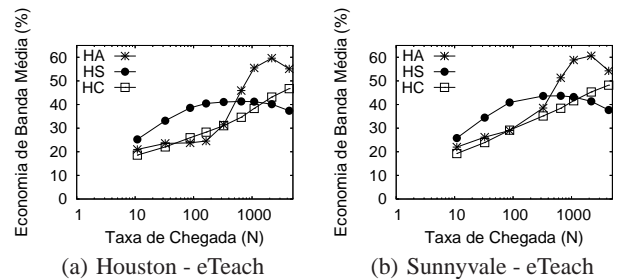 Economia de Banda Média (%)
60
50
40
30
20
10
0
HA
HS
HC
1 10 100 1000
Taxa de Chegada (N)
(a) Houston - eTeach
Economia de Banda Média (%)
60
50
40
30
20
10
0
HA
HS
HC
1 10 100 1000
Taxa de Chegada (N)
(b) Sunnyvale - eTeach